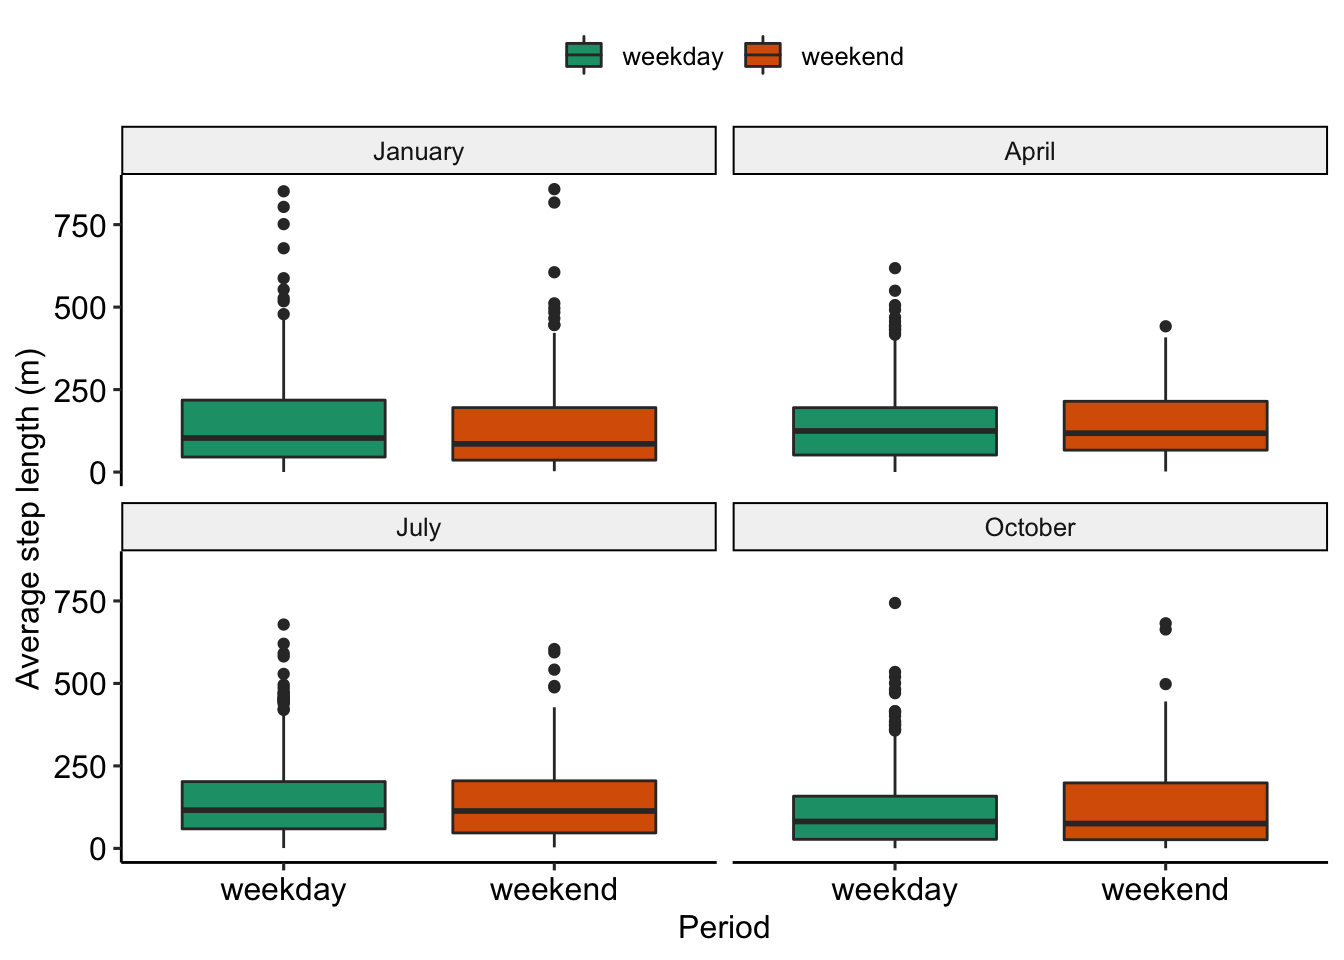 weekday weekend
January April
750
500
250
0
Average step length (m)
July October
750
500
250
0
weekday weekend weekday weekend
Period